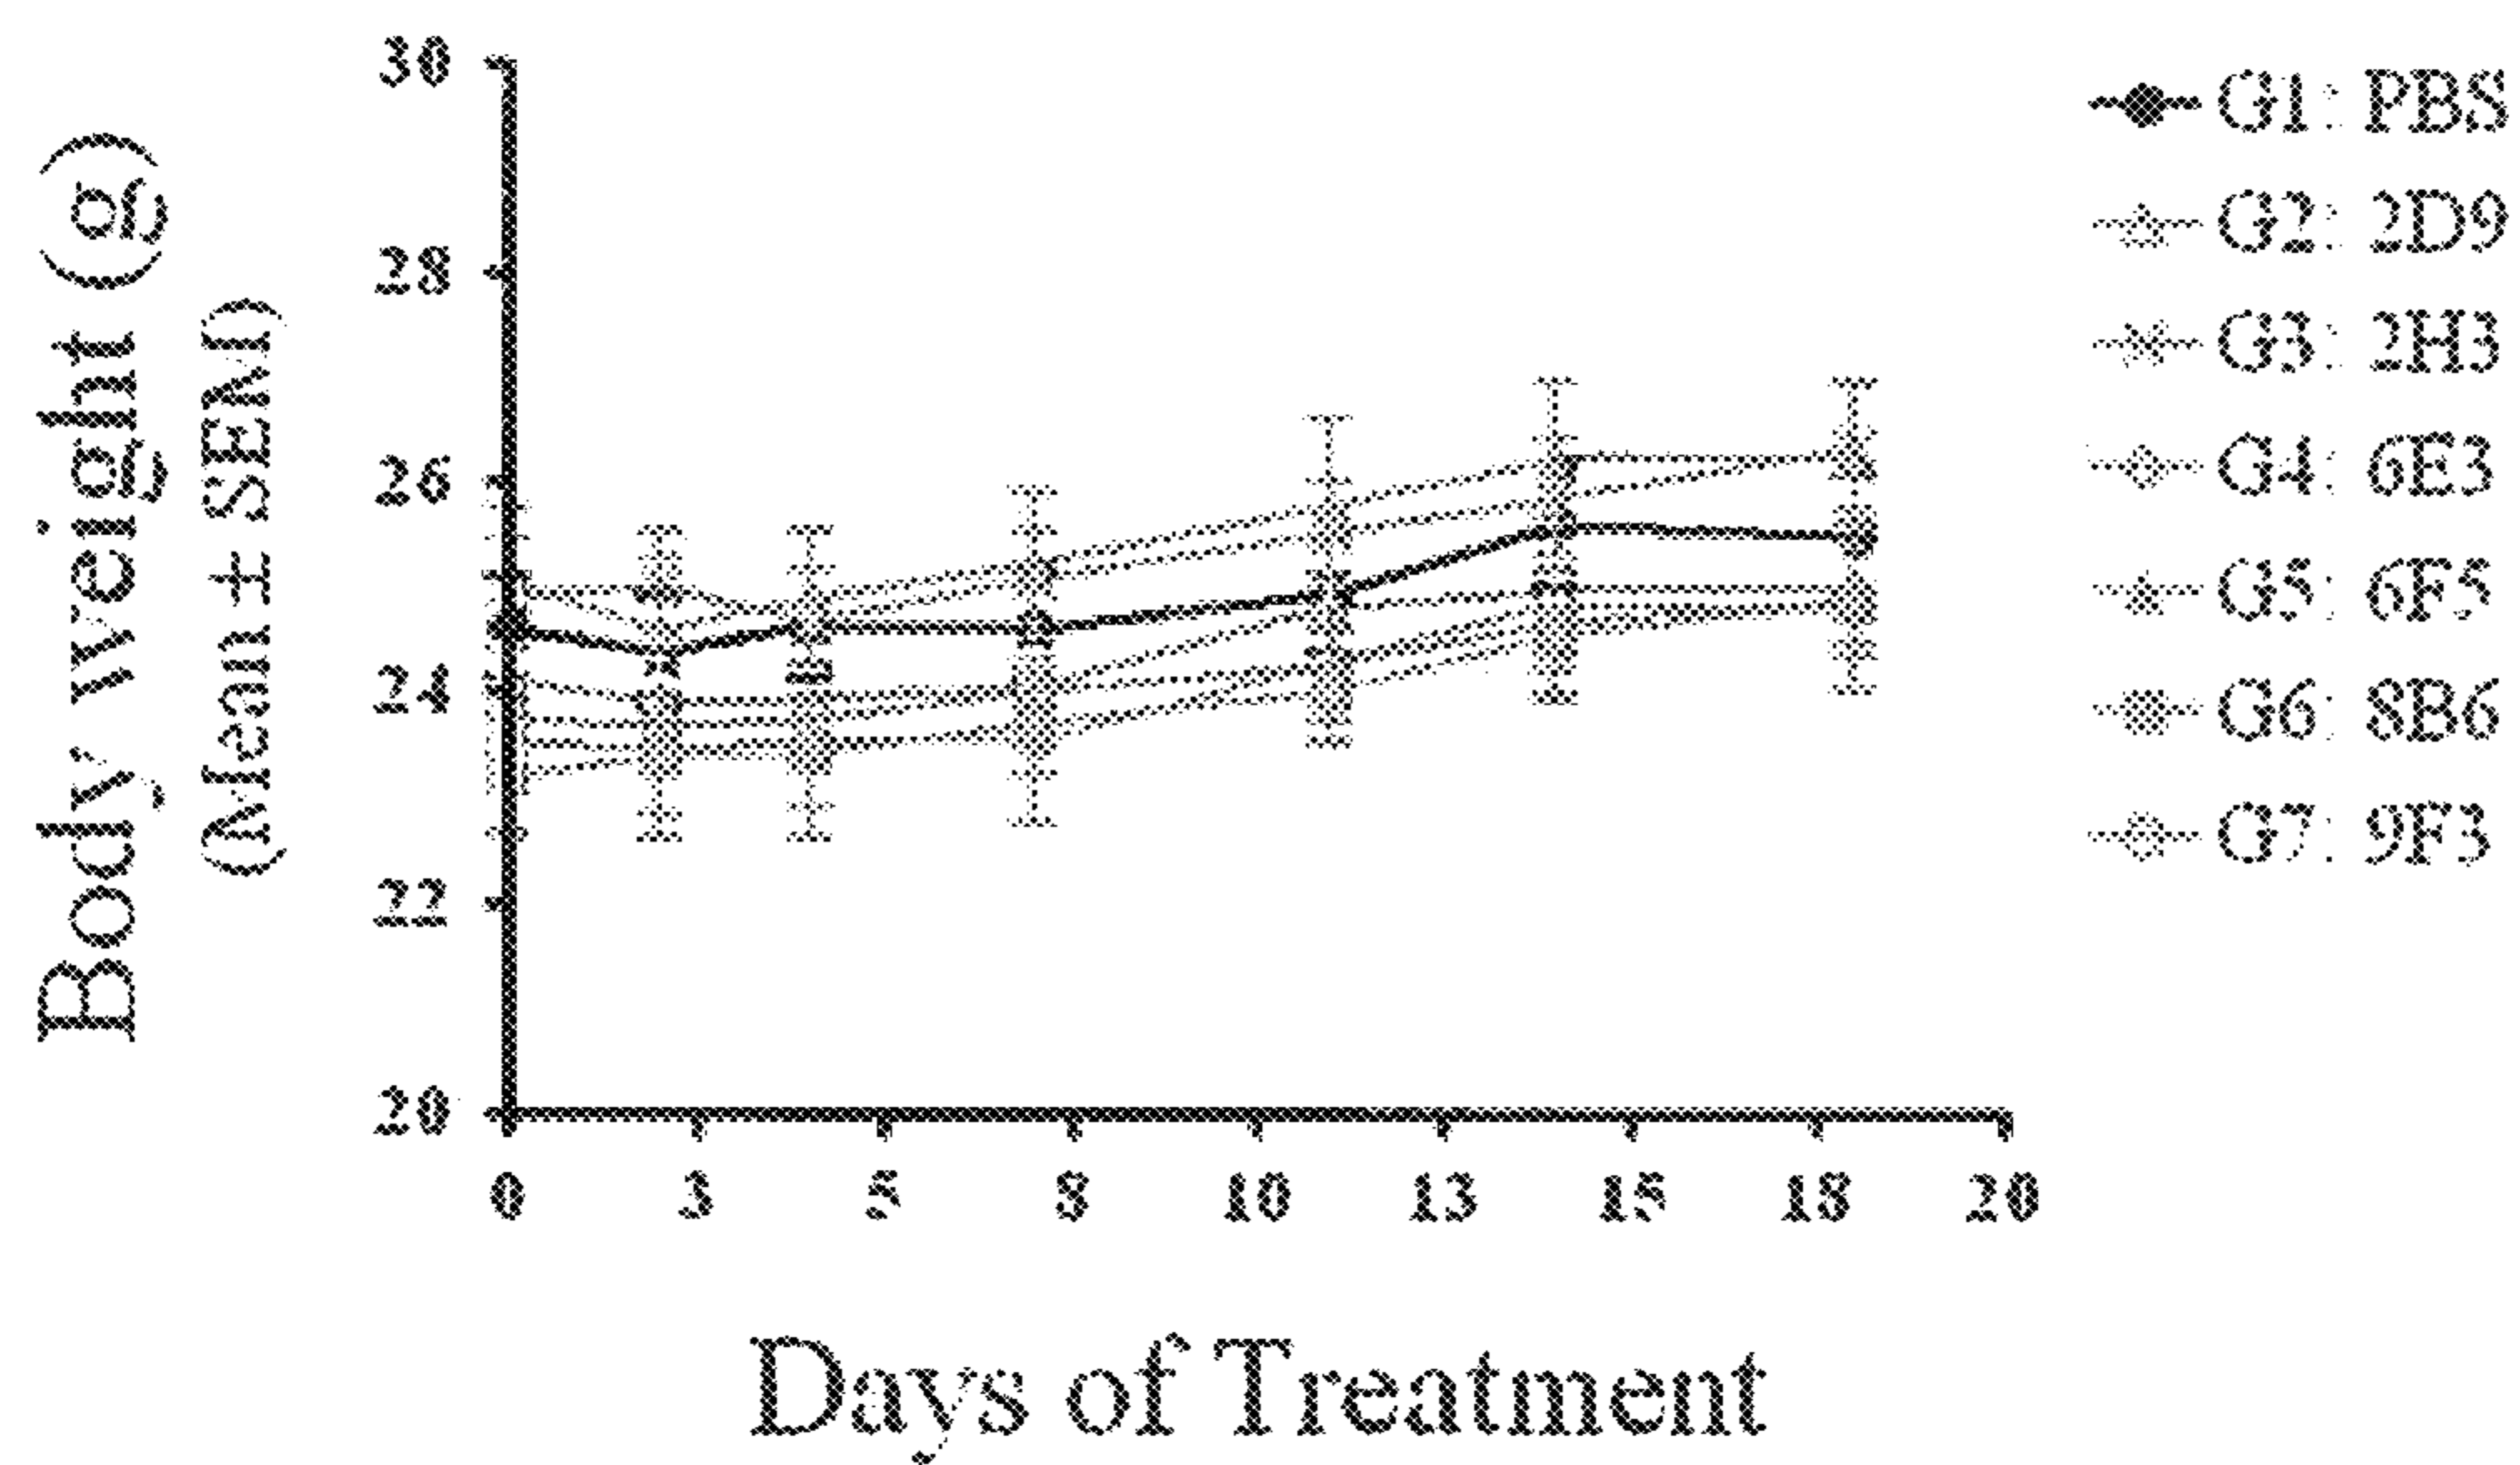 Body weight (g)
(Mean ± SEM)
30
28
26
24
22
20
0 3 5 8 10 13 15 18 20
Days of Treatment
G1: PBS
G2: 2D9
G3: 2H3
G4: 6E3
G5: 6F5
G6: 8B6
G7: 9F3